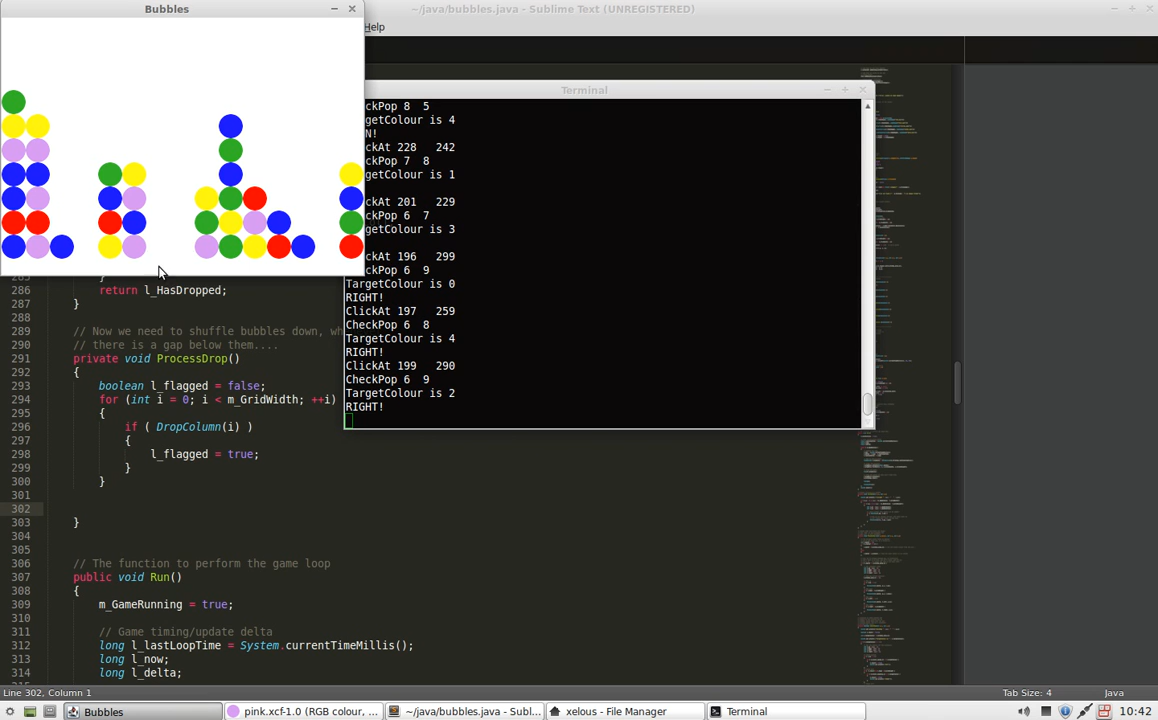 Bubbles
~/java/bubbles.java - Sublime Text (UNREGISTERED)
Help
Terminal
ckPop 8  5
getColour is 4
N!
ckAt 228   242
ckPop 7  8
getColour is 1
ckAt 201   229
ckPop 6  7
getColour is 3
ckAt 196   299
ckPop 6  9
TargetColour is 0
RIGHT!
ClickAt 197   259
CheckPop 6  8
TargetColour is 4
RIGHT!
ClickAt 199   290
CheckPop 6  9
TargetColour is 2
RIGHT!
285 }
286 return l_HasDropped;
287 }
288
289 // Now we need to shuffle bubbles down, wh
290 // there is a gap below them....
291 private void ProcessDrop()
292 {
293 boolean l_flagged = false;
294 for (int i = 0; i < m_GridWidth; ++i)
295 {
296 if ( DropColumn(i) )
297 {
298 l_flagged = true;
299 }
300 }
301
302
303 }
304
305
306 // The function to perform the game loop
307 public void Run()
308 {
309 m_GameRunning = true;
310
311 // Game timing/update delta
312 long l_lastLoopTime = System.currentTimeMillis();
313 long l_now;
314 long l_delta;
Line 302, Column 1
Tab Size: 4
Java
Bubbles
pink.xcf-1.0 (RGB colour, ...
~/java/bubbles.java - Subl...
xelous - File Manager
Terminal
10:42